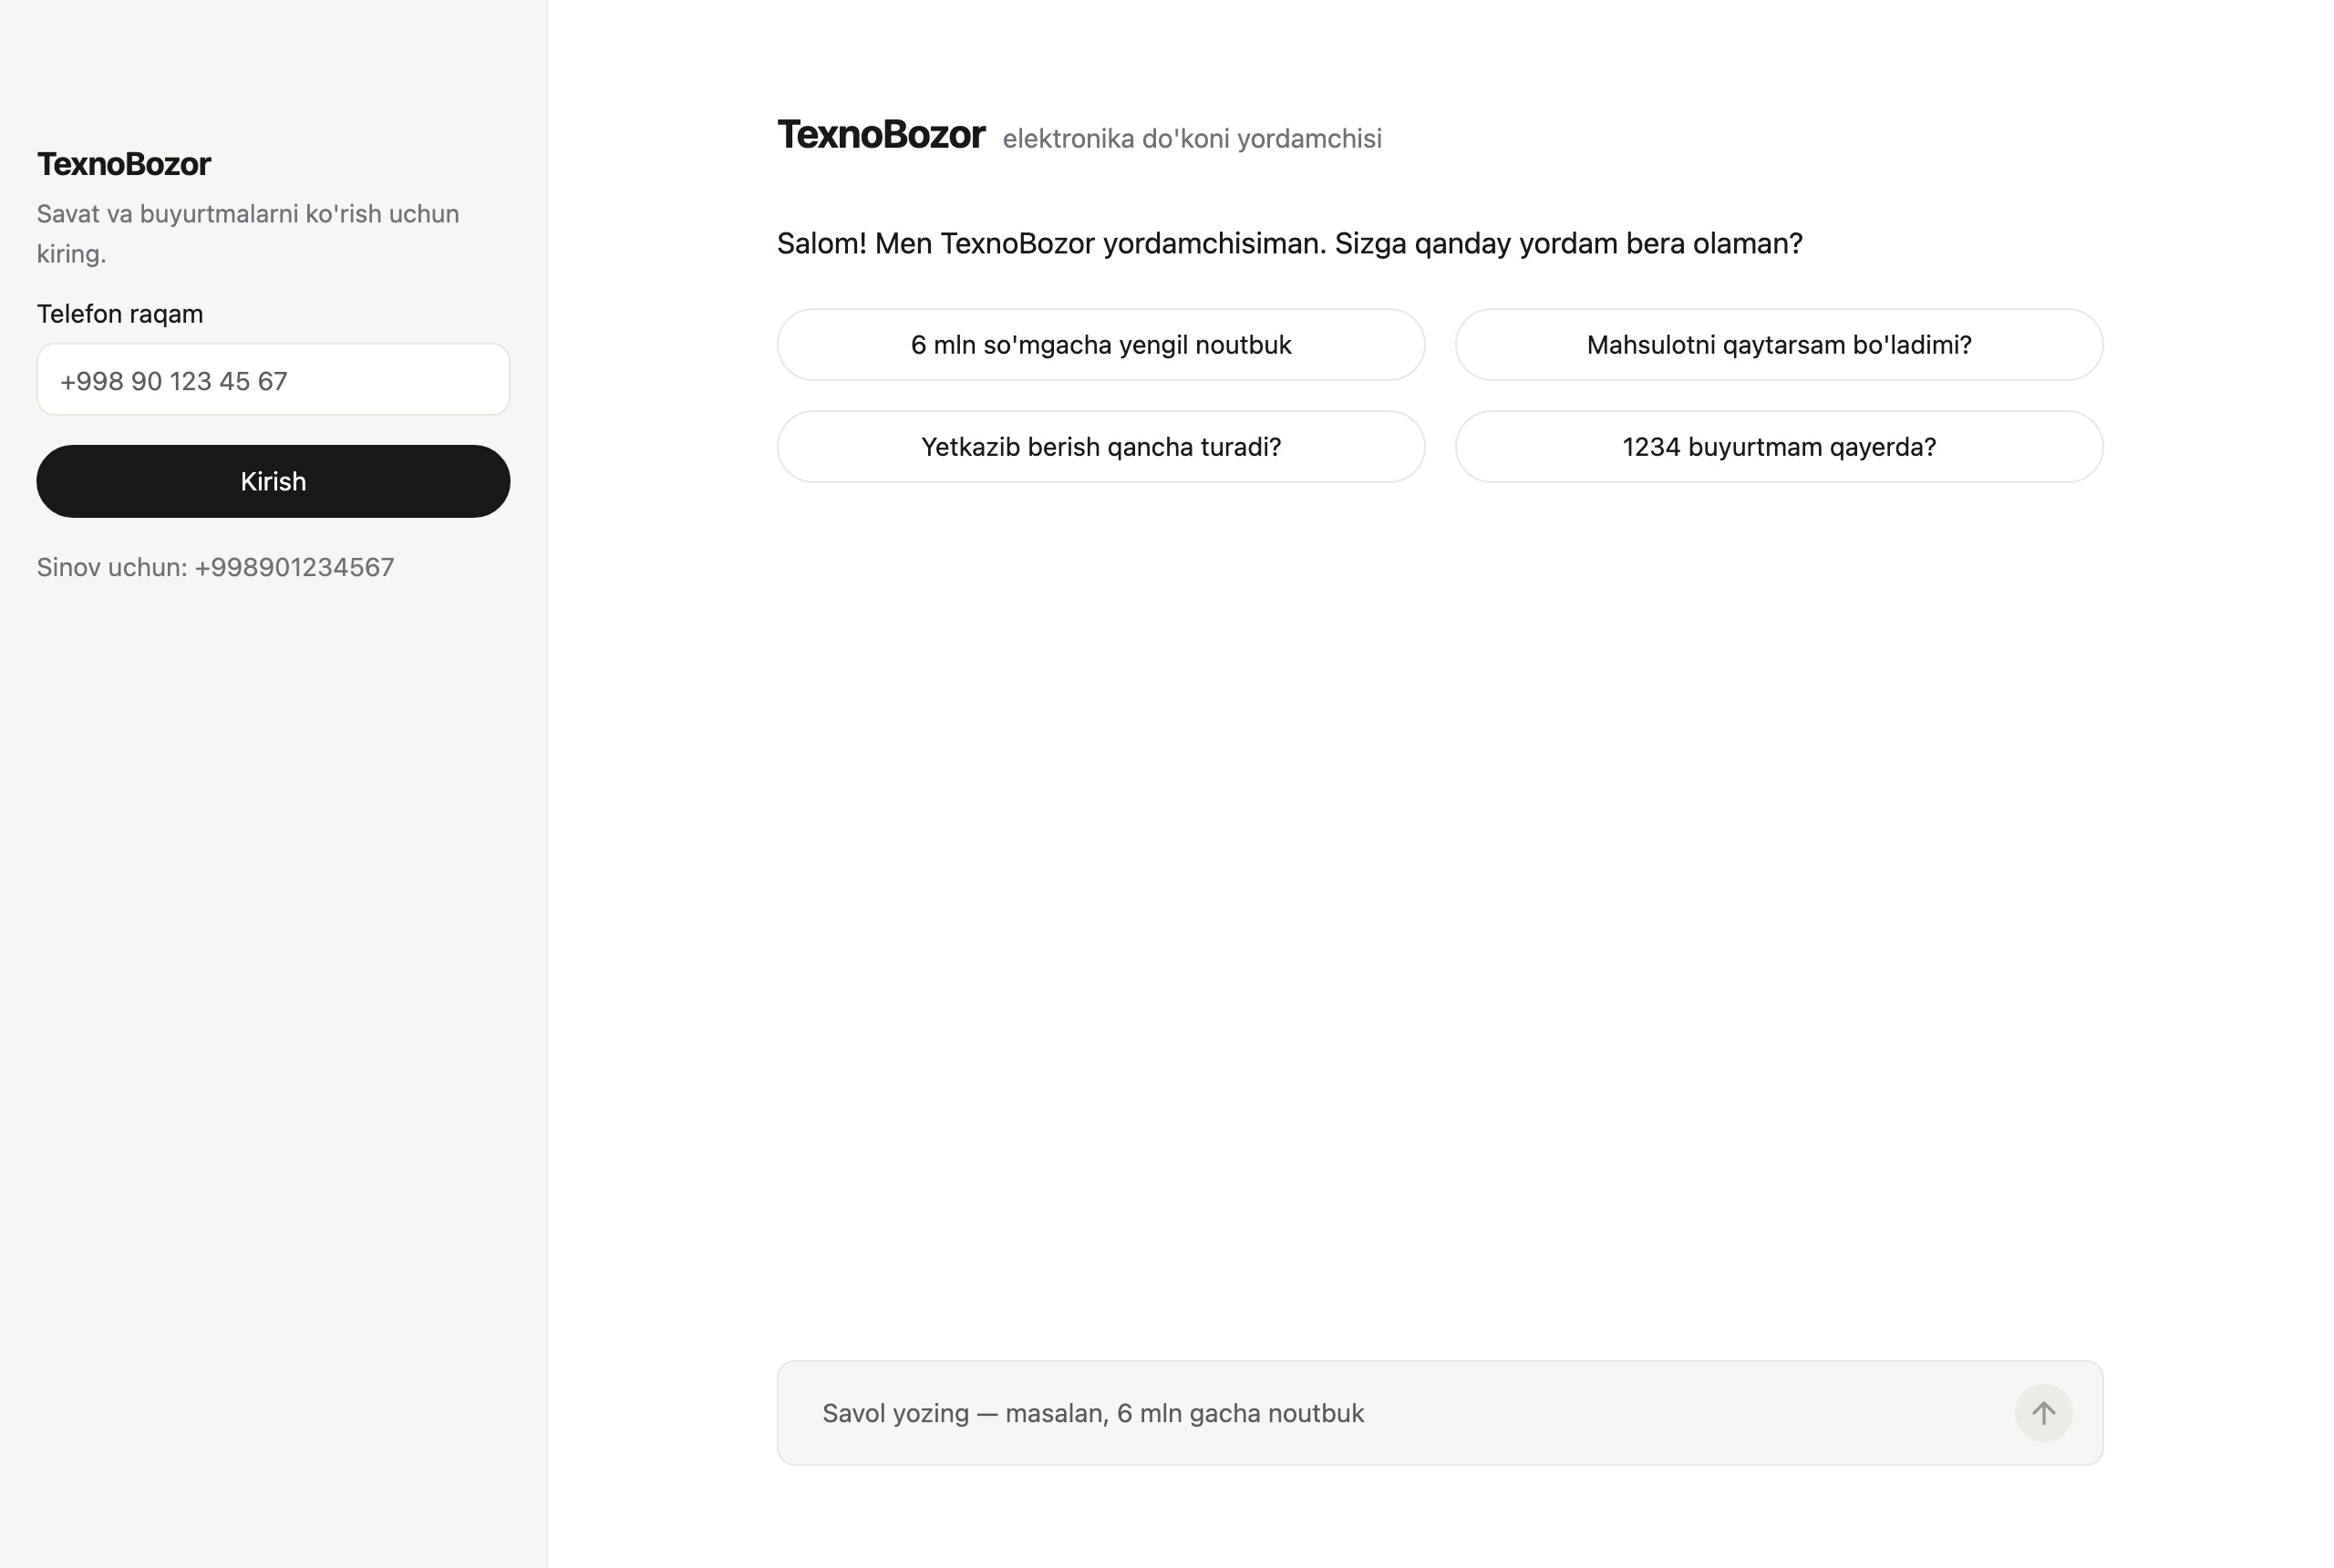 TexnoBozor
Savat va buyurtmalarni ko'rish uchun
kiring.
Telefon raqam
+998 90 123 45 67
Kirish
Sinov uchun: +998901234567
TexnoBozor elektronika do'koni yordamchisi
Salom! Men TexnoBozor yordamchisiman. Sizga qanday yordam bera olaman?
6 mln so'mgacha yengil noutbuk
Mahsulotni qaytarsam bo'ladimi?
Yetkazib berish qancha turadi?
1234 buyurtmam qayerda?
Savol yozing — masalan, 6 mln gacha noutbuk